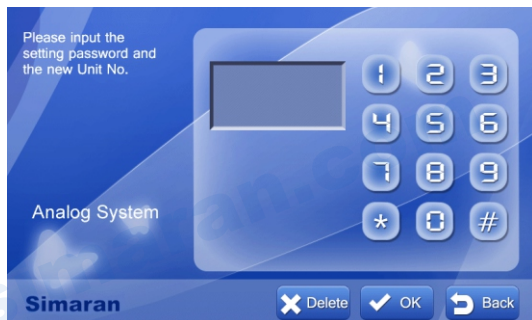 Please input the
setting password and
the new Unit No.
1 2 3
4 5 6
7 8 9
* 0 #
Analog System
Simaran
Delete
OK
Back